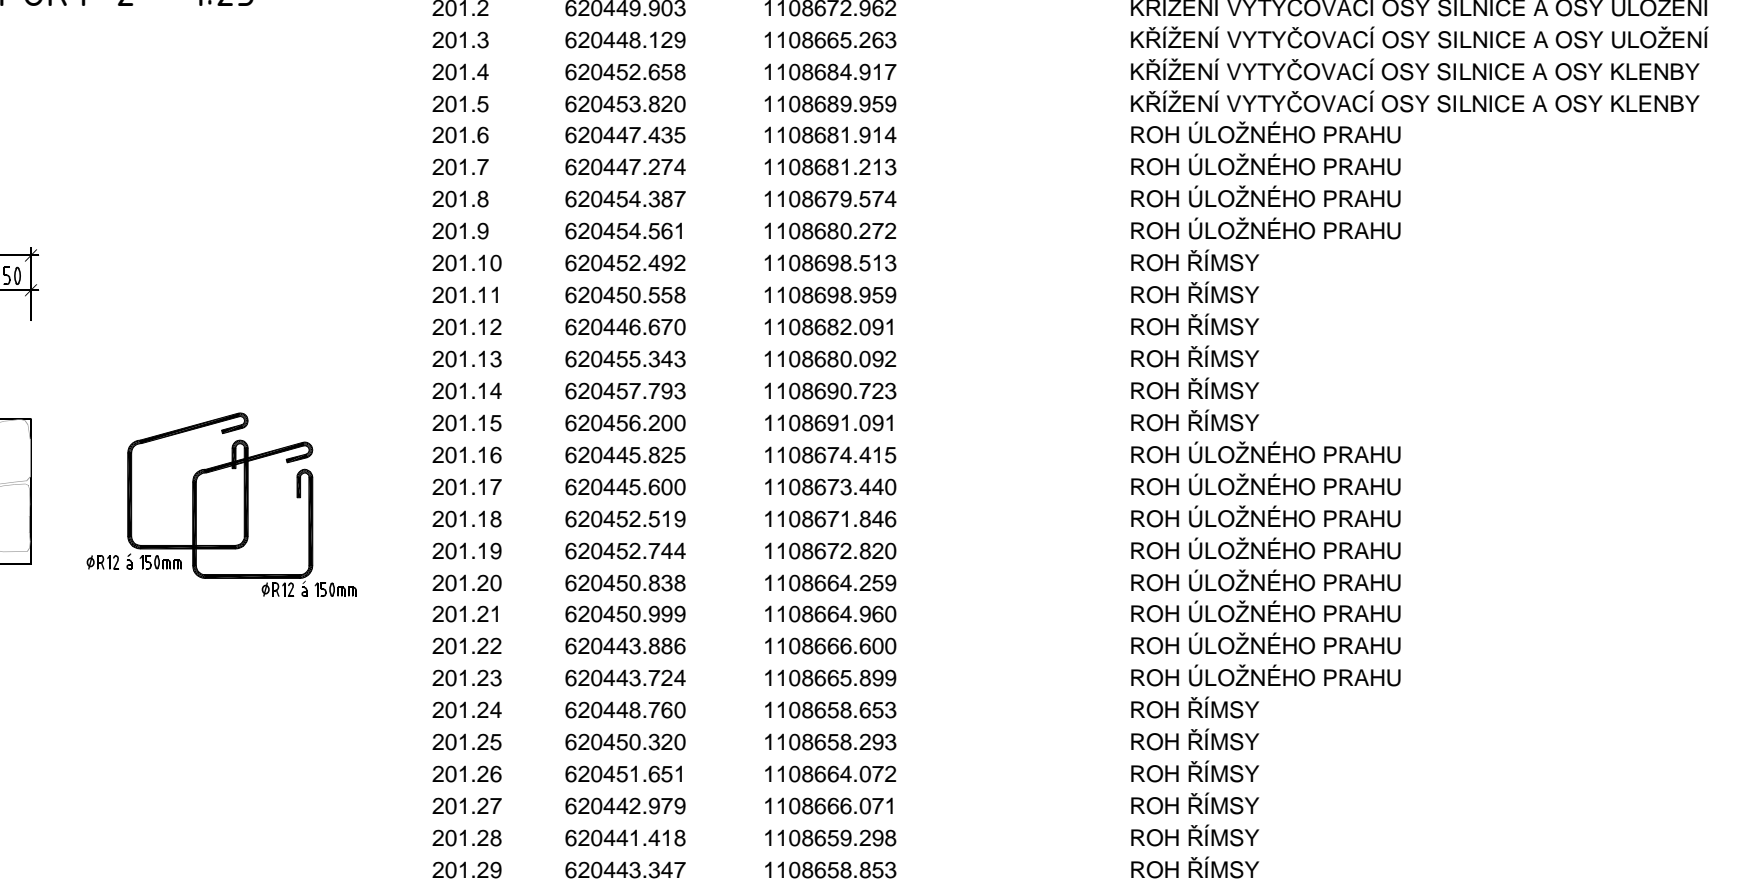 201.2 620449.903 1108672.962 KŘÍŽENÍ VYTYČOVACÍ OSY SILNICE A OSY ULOŽENÍ
201.3 620448.129 1108665.263 KŘÍŽENÍ VYTYČOVACÍ OSY SILNICE A OSY ULOŽENÍ
201.4 620452.658 1108684.917 KŘÍŽENÍ VYTYČOVACÍ OSY SILNICE A OSY KLENBY
201.5 620453.820 1108689.959 KŘÍŽENÍ VYTYČOVACÍ OSY SILNICE A OSY KLENBY
201.6 620447.435 1108681.914 ROH ÚLOŽNÉHO PRAHU
201.7 620447.274 1108681.213 ROH ÚLOŽNÉHO PRAHU
201.8 620454.387 1108679.574 ROH ÚLOŽNÉHO PRAHU
201.9 620454.561 1108680.272 ROH ÚLOŽNÉHO PRAHU
201.10 620452.492 1108698.513 ROH ŘÍMSY
50
201.11 620450.558 1108698.959 ROH ŘÍMSY
201.12 620446.670 1108682.091 ROH ŘÍMSY
201.13 620455.343 1108680.092 ROH ŘÍMSY
201.14 620457.793 1108690.723 ROH ŘÍMSY
201.15 620456.200 1108691.091 ROH ŘÍMSY
201.16 620445.825 1108674.415 ROH ÚLOŽNÉHO PRAHU
201.17 620445.600 1108673.440 ROH ÚLOŽNÉHO PRAHU
201.18 620452.519 1108671.846 ROH ÚLOŽNÉHO PRAHU
201.19 620452.744 1108672.820 ROH ÚLOŽNÉHO PRAHU
øR12 á 150mm
201.20 620450.838 1108664.259 ROH ÚLOŽNÉHO PRAHU
øR12 á 150mm
201.21 620450.999 1108664.960 ROH ÚLOŽNÉHO PRAHU
201.22 620443.886 1108666.600 ROH ÚLOŽNÉHO PRAHU
201.23 620443.724 1108665.899 ROH ÚLOŽNÉHO PRAHU
201.24 620448.760 1108658.653 ROH ŘÍMSY
201.25 620450.320 1108658.293 ROH ŘÍMSY
201.26 620451.651 1108664.072 ROH ŘÍMSY
201.27 620442.979 1108666.071 ROH ŘÍMSY
201.28 620441.418 1108659.298 ROH ŘÍMSY
201.29 620443.347 1108658.853 ROH ŘÍMSY